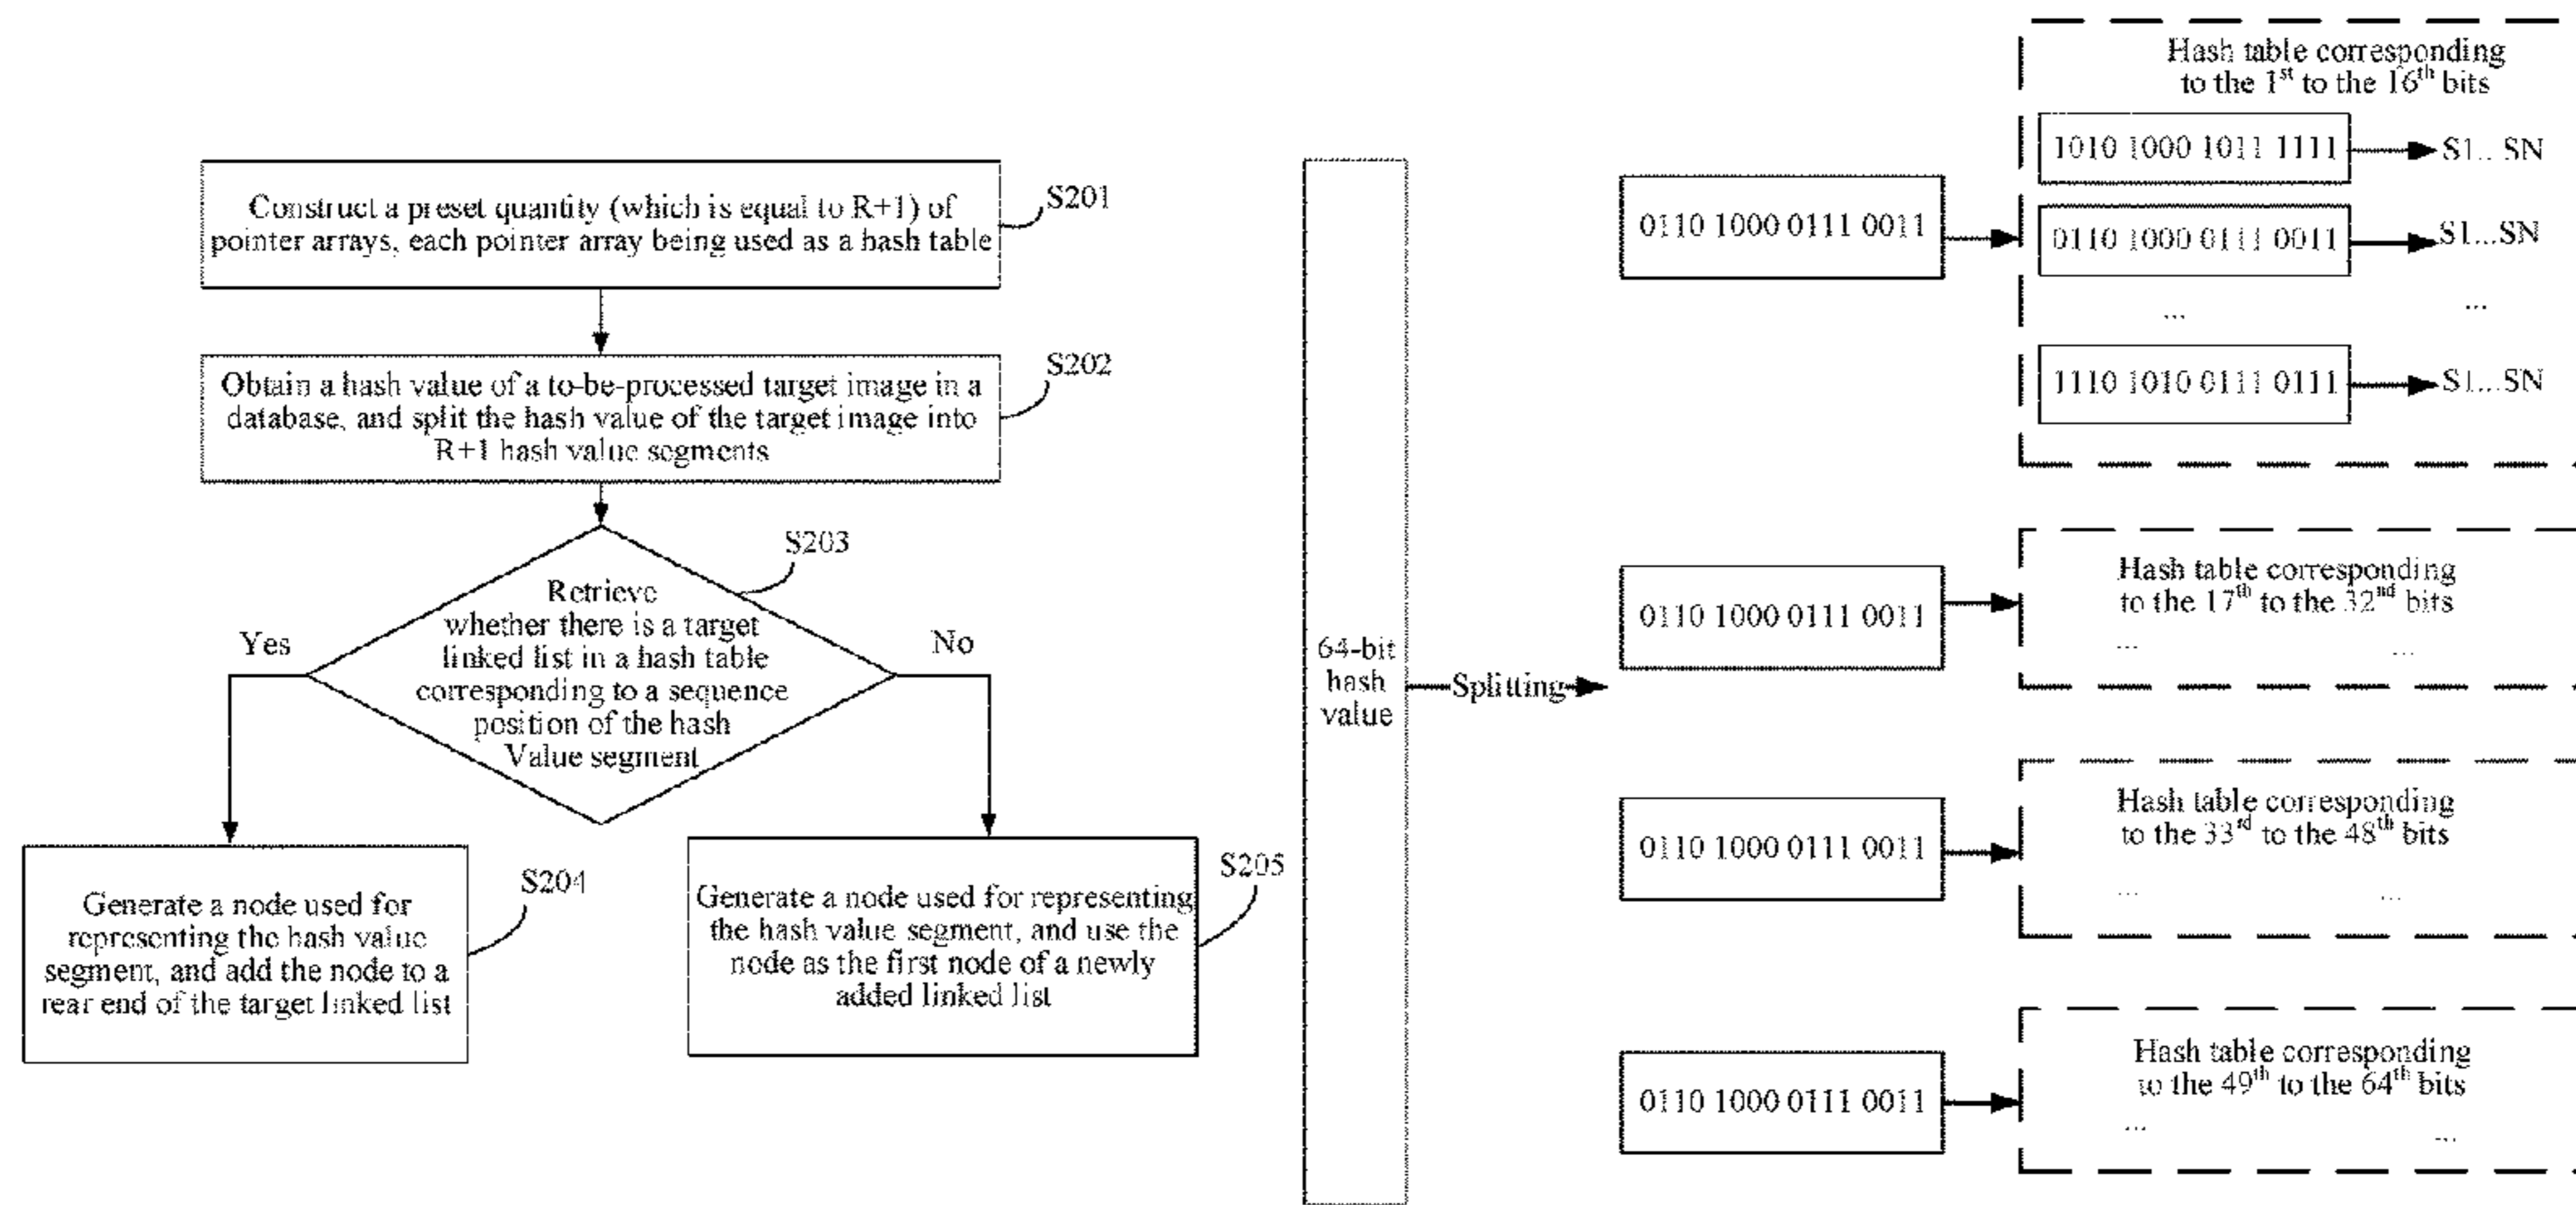 Construct a preset quantity (which is equal to R+1) of
pointer arrays, each pointer array being used as a hash table
S201
Obtain a hash value of a to-be-processed target image in a
database, and split the hash value of the target image into
R+1 hash value segments
S202
Retrieve
whether there is a target
linked list in a hash table
corresponding to a sequence
position of the hash
Value segment
S203
Yes
No
Generate a node used for
representing the hash value
segment, and add the node to a
rear end of the target linked list
S204
Generate a node used for representing
the hash value segment, and use the
node as the first node of a newly
added linked list
S205
64-bit
hash
value
Splitting
0110 1000 0111 0011
Hash table corresponding
to the 1st to the 16th bits
1010 1000 1011 1111
S1.. SN
0110 1000 0111 0011
S1...SN
... ...
1110 1010 0111 0111
S1...SN
0110 1000 0111 0011
Hash table corresponding
to the 17th to the 32nd bits
... ...
0110 1000 0111 0011
Hash table corresponding
to the 33rd to the 48th bits
... ...
0110 1000 0111 0011
Hash table corresponding
to the 49th to the 64th bits
... ...